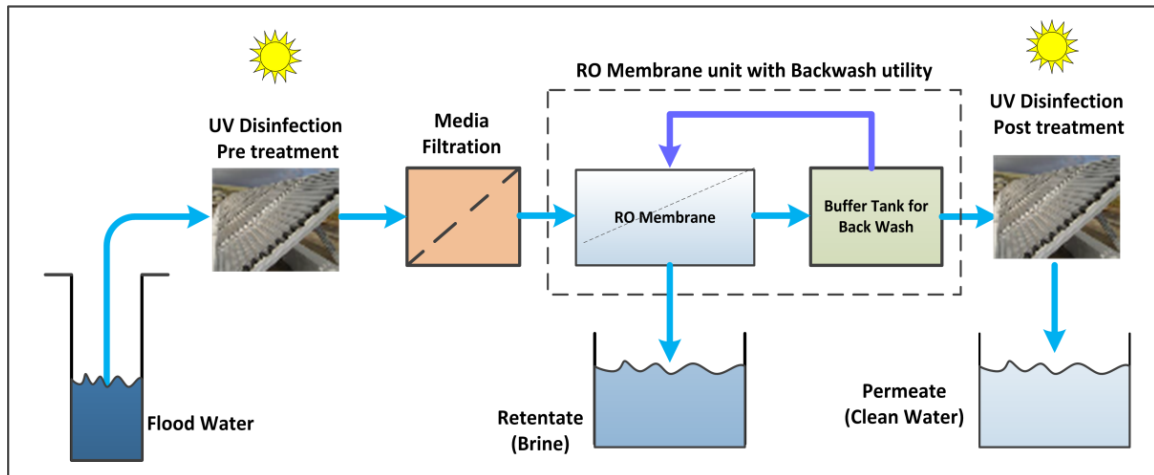 RO Membrane unit with Backwash utility
UV Disinfection
Pre treatment
Media
Filtration
UV Disinfection
Post treatment
RO Membrane
Buffer Tank for
Back Wash
Flood Water
Retentate
(Brine)
Permeate
(Clean Water)